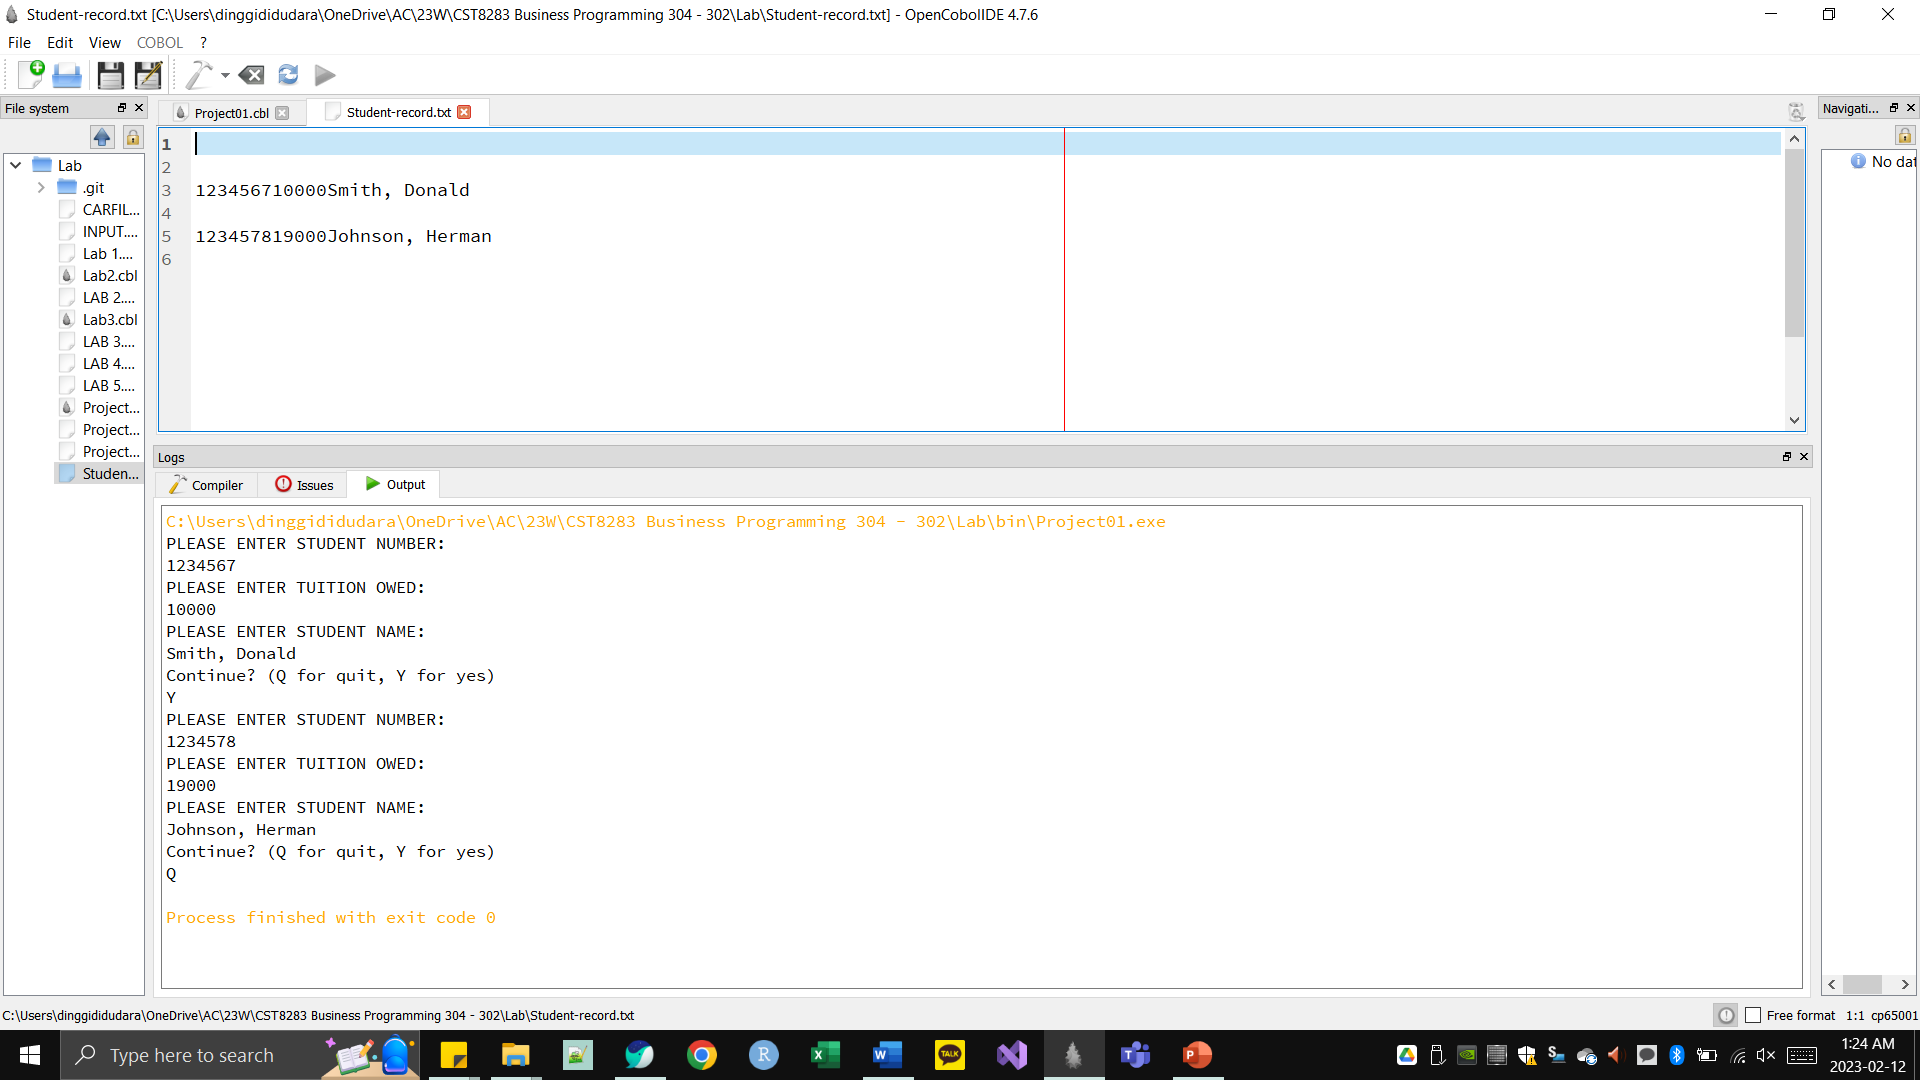 Student-record.txt [C:\Users\dinggididudara\OneDrive\AC\23W\CST8283 Business Programming 304 - 302\Lab\Student-record.txt] - OpenCobolIDE 4.7.6
File Edit View COBOL ?
File system
Project01.cbl
Student-record.txt
Navigati...
1
2
3 123456710000Smith, Donald
4
5 123457819000Johnson, Herman
6
Lab
.git
CARFIL...
INPUT....
Lab 1....
Lab2.cbl
LAB 2....
Lab3.cbl
LAB 3....
LAB 4....
LAB 5....
Project...
Project...
Project...
Studen...
No dat
Logs
Compiler
Issues
Output
C:\Users\dinggididudara\OneDrive\AC\23W\CST8283 Business Programming 304 - 302\Lab\bin\Project01.exe
PLEASE ENTER STUDENT NUMBER:
1234567
PLEASE ENTER TUITION OWED:
10000
PLEASE ENTER STUDENT NAME:
Smith, Donald
Continue? (Q for quit, Y for yes)
Y
PLEASE ENTER STUDENT NUMBER:
1234578
PLEASE ENTER TUITION OWED:
19000
PLEASE ENTER STUDENT NAME:
Johnson, Herman
Continue? (Q for quit, Y for yes)
Q
Process finished with exit code 0
C:\Users\dinggididudara\OneDrive\AC\23W\CST8283 Business Programming 304 - 302\Lab\Student-record.txt
Free format 1:1 cp65001
Type here to search
TALK
1:24 AM
2023-02-12